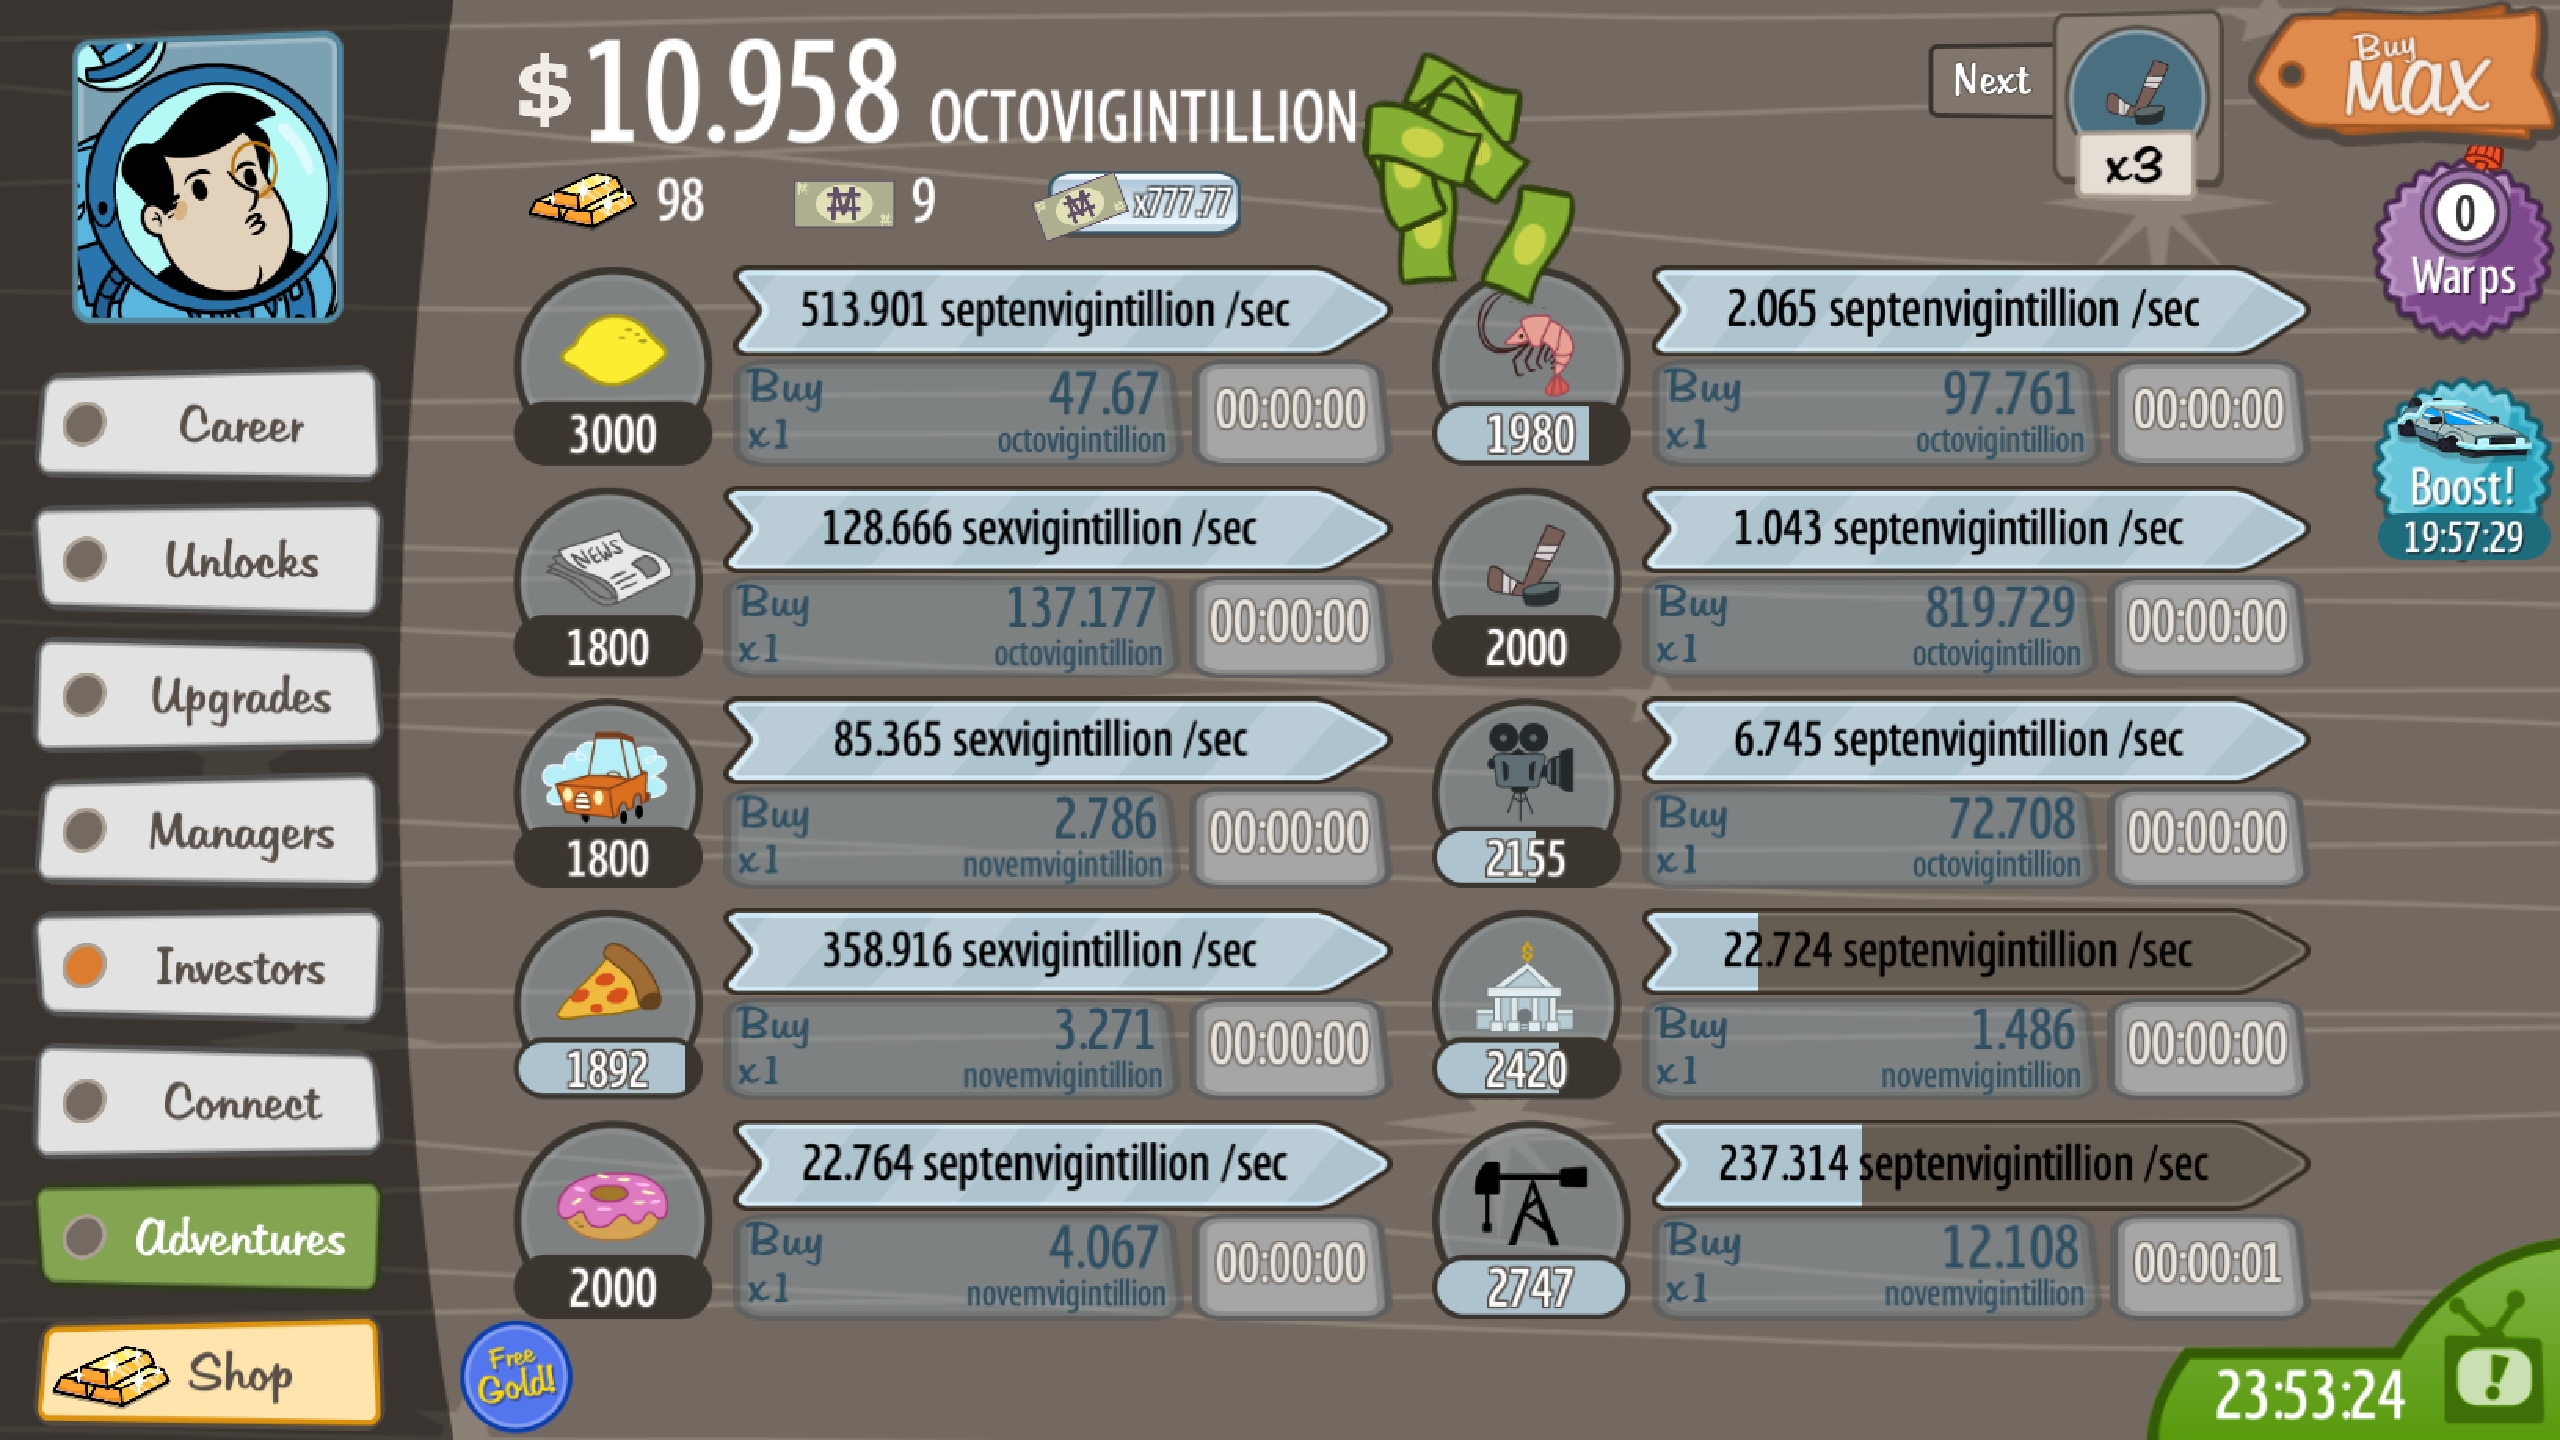 $10.958 OCTOVIGINTILLION
98
9
x777.77
Next
x3
Buy
MAX
0
Warps
Boost!
19:57:29
Career
Unlocks
Upgrades
Managers
Investors
Connect
Adventures
Shop
513.901 septenvigintillion /sec
3000
Buy
x1
47.67
octovigintillion
00:00:00
2.065 septenvigintillion /sec
1980
Buy
x1
97.761
octovigintillion
00:00:00
NEWS
128.666 sexvigintillion /sec
1800
Buy
x1
137.177
octovigintillion
00:00:00
1.043 septenvigintillion /sec
2000
Buy
x1
819.729
octovigintillion
00:00:00
85.365 sexvigintillion /sec
1800
Buy
x1
2.786
novemvigintillion
00:00:00
6.745 septenvigintillion /sec
2155
Buy
x1
72.708
octovigintillion
00:00:00
358.916 sexvigintillion /sec
1892
Buy
x1
3.271
novemvigintillion
00:00:00
$
22.724 septenvigintillion /sec
2420
Buy
x1
1.486
novemvigintillion
00:00:00
22.764 septenvigintillion /sec
2000
Buy
x1
4.067
novemvigintillion
00:00:00
237.314 septenvigintillion /sec
2747
Buy
x1
12.108
novemvigintillion
00:00:01
Free
Gold!
23:53:24
!